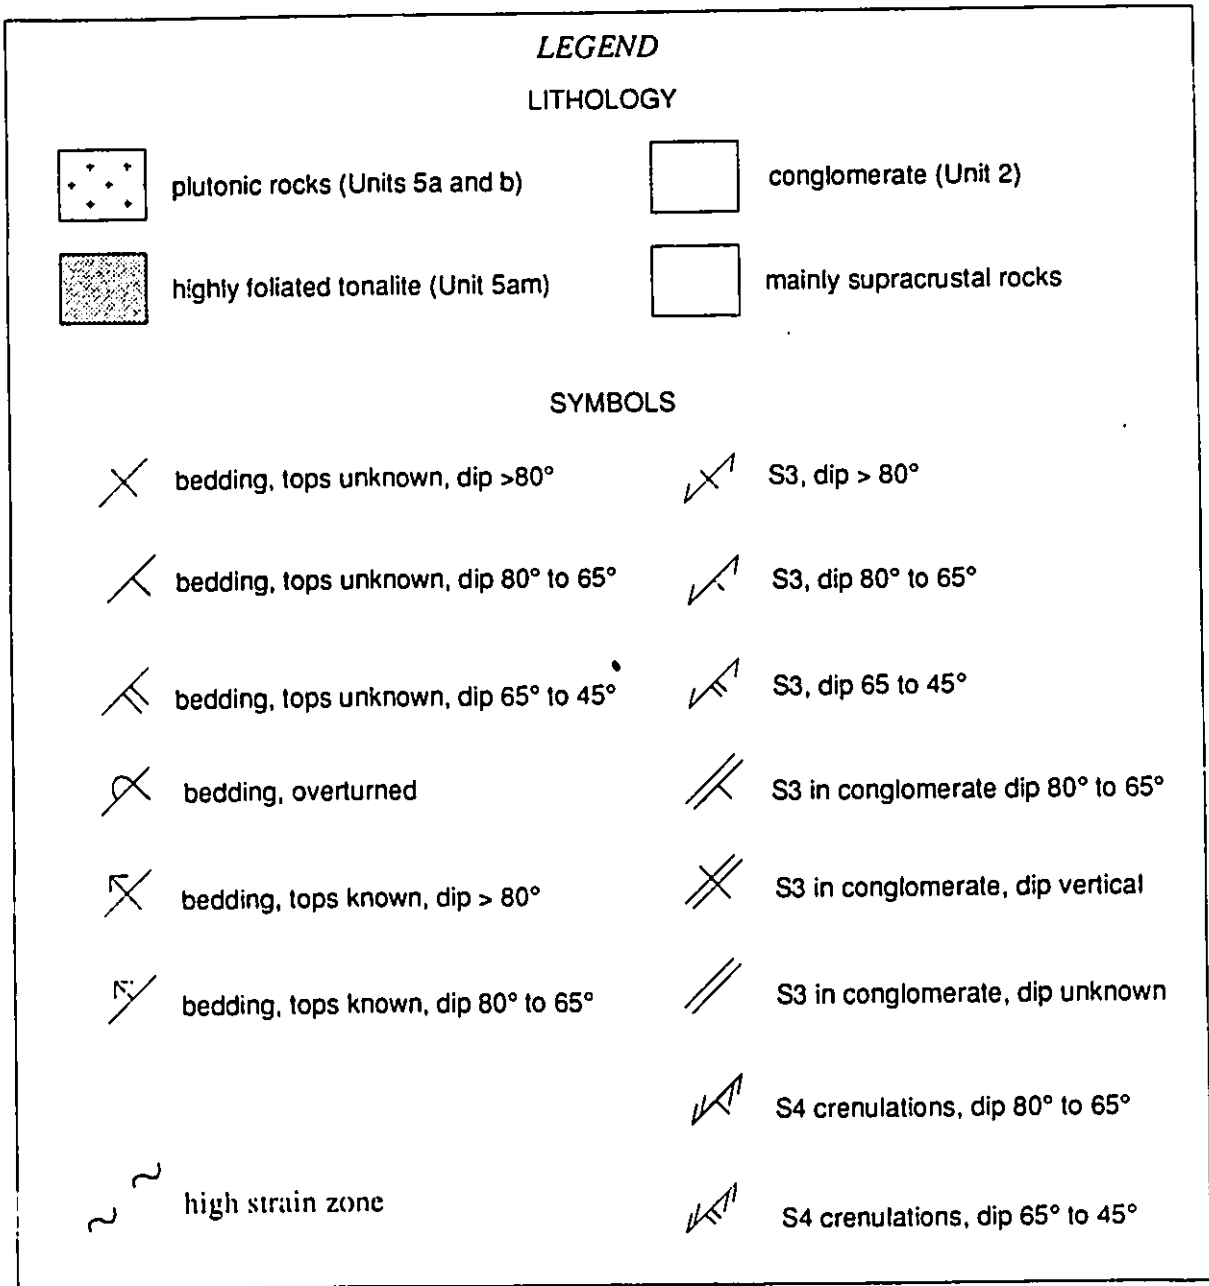 LEGEND
LITHOLOGY
plutonic rocks (Units 5a and b)
conglomerate (Unit 2)
highly foliated tonalite (Unit 5am)
mainly supracrustal rocks
SYMBOLS
bedding, tops unknown, dip >80°
S3, dip > 80°
bedding, tops unknown, dip 80° to 65°
S3, dip 80° to 65°
bedding, tops unknown, dip 65° to 45°
S3, dip 65 to 45°
bedding, overturned
S3 in conglomerate dip 80° to 65°
bedding, tops known, dip > 80°
S3 in conglomerate, dip vertical
bedding, tops known, dip 80° to 65°
S3 in conglomerate, dip unknown
S4 crenulations, dip 80° to 65°
high strain zone
S4 crenulations, dip 65° to 45°